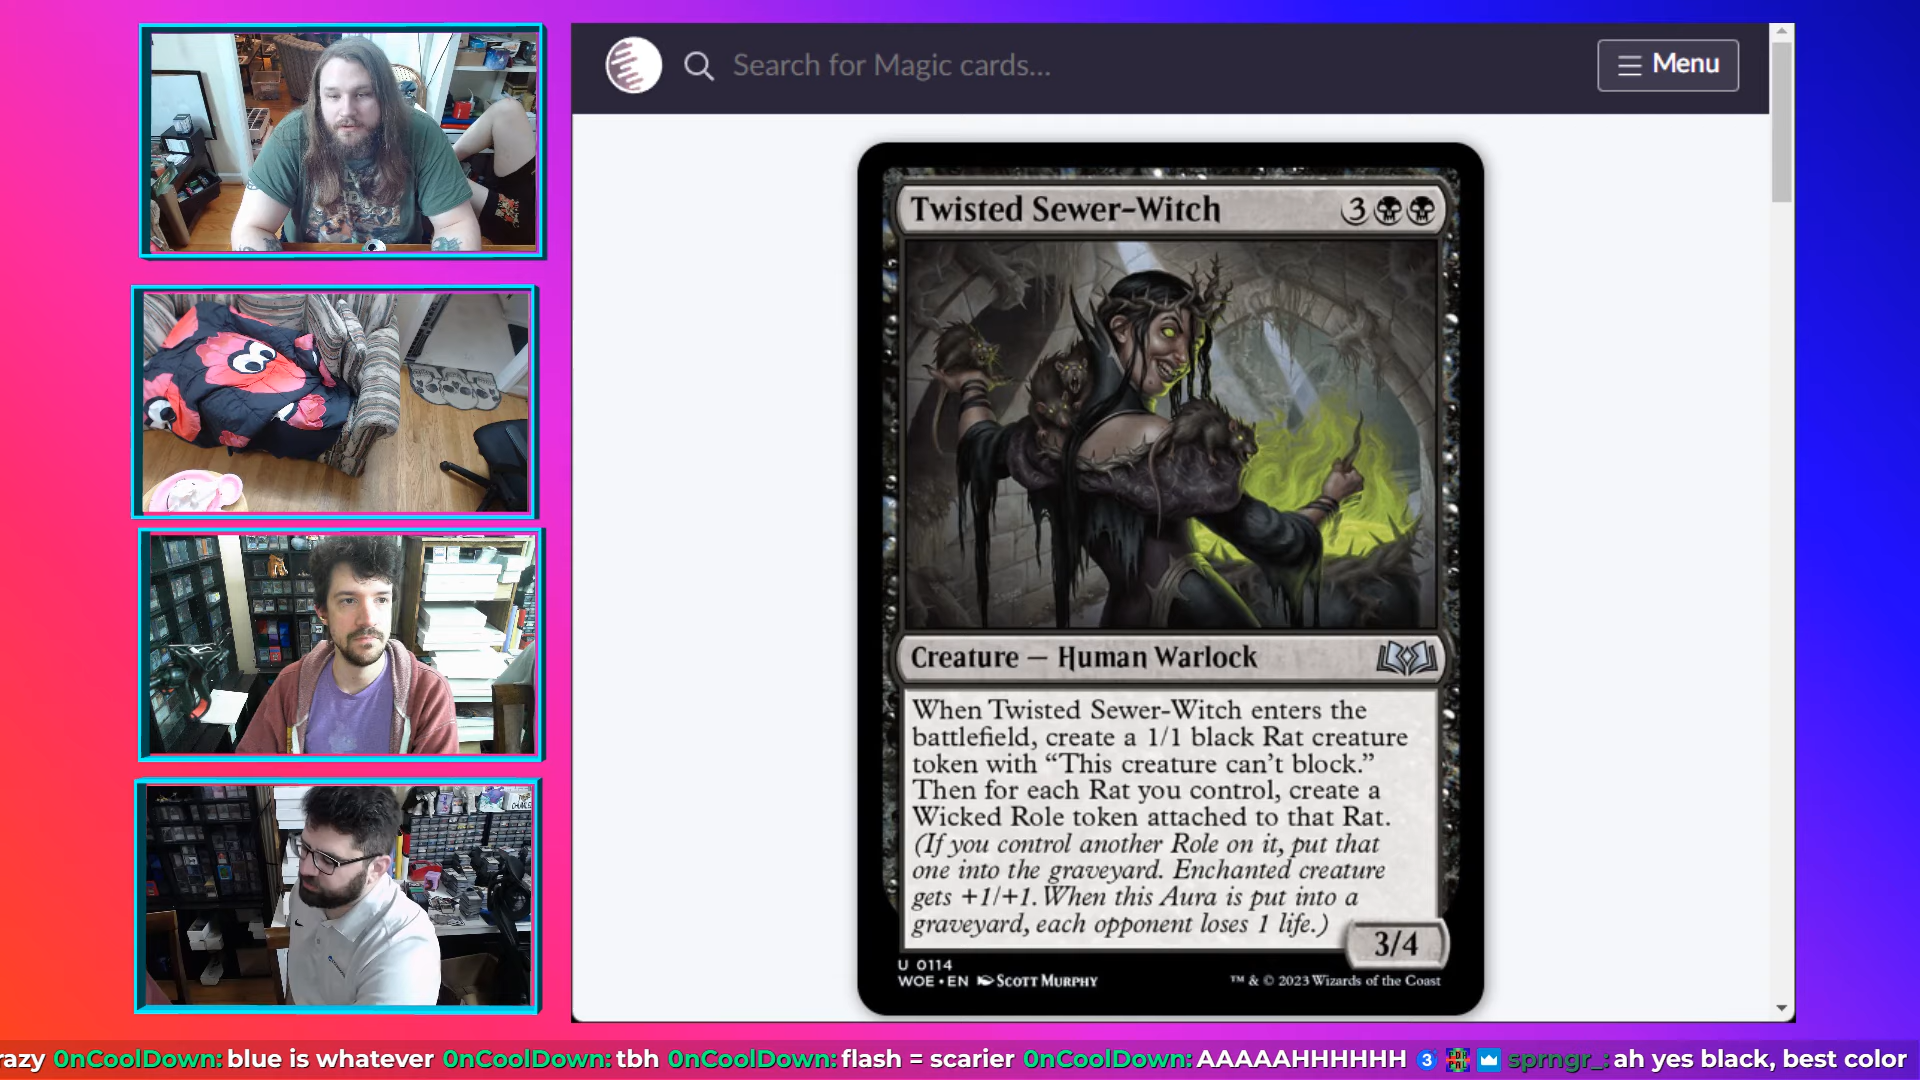 Search for Magic cards...
Menu
Twisted Sewer-Witch 3
Creature — Human Warlock
When Twisted Sewer-Witch enters the
battlefield, create a 1/1 black Rat creature
token with “This creature can't block.”
Then for each Rat you control, create a
Wicked Role token attached to that Rat.
(If you control another Role on it, put that
one into the graveyard. Enchanted creature
gets +1/+1. When this Aura is put into a
graveyard, each opponent loses 1 life.)
3/4
U 0114
WOE • EN Scott Murphy
™ & © 2023 Wizards of the Coast
razy 0nCoolDown: blue is whatever 0nCoolDown: tbh 0nCoolDown: flash = scarier 0nCoolDown: AAAAAHHHHHH 3 sprngr_: ah yes black, best color